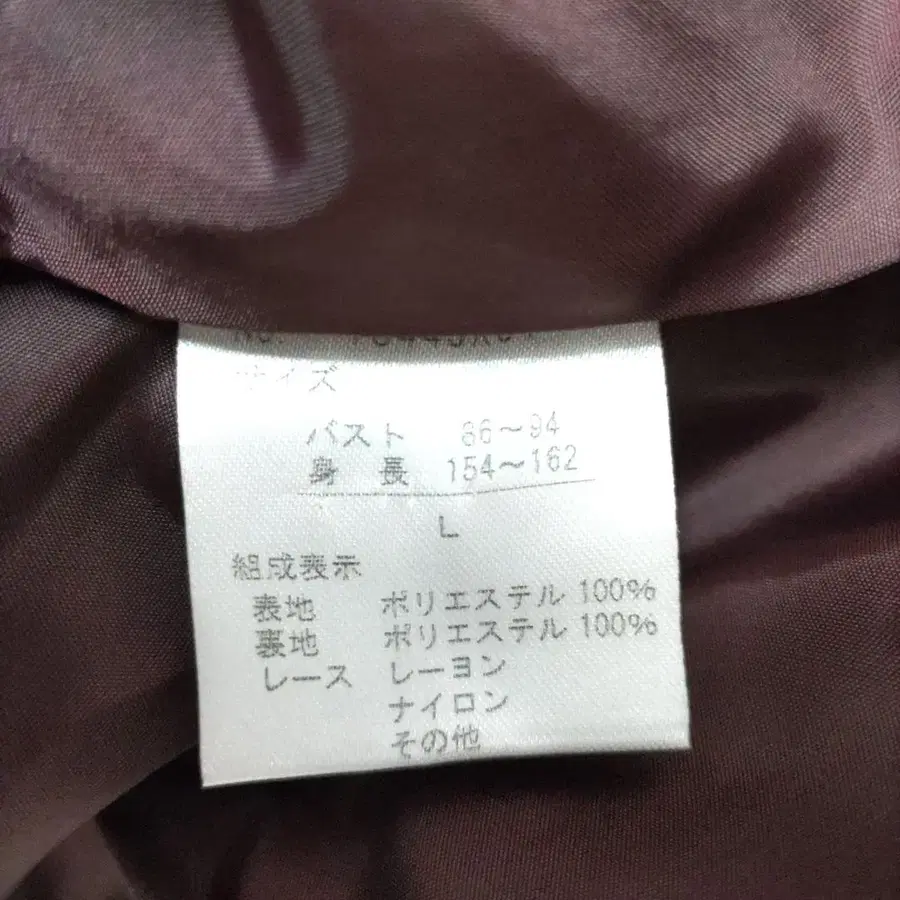 サイズ
バスト 86～94
身長 154～162
L
組成表示
表地 ポリエステル 100%
裏地 ポリエステル 100%
レース レーヨン
ナイロン
その他